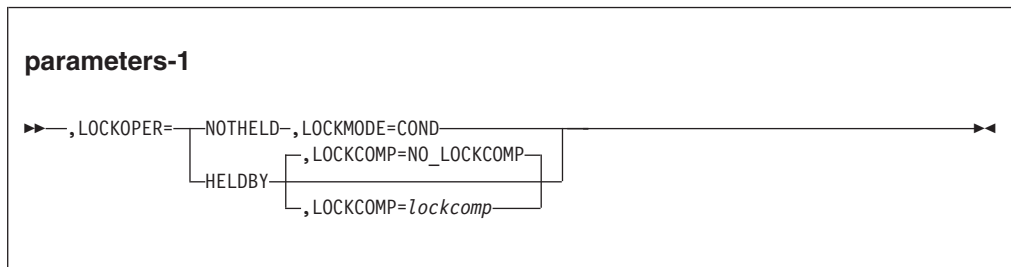 parameters-1
,LOCKOPER= NOTHELD ,LOCKMODE=COND
,LOCKCOMP=NO_LOCKCOMP
HELDBY
,LOCKCOMP=lockcomp